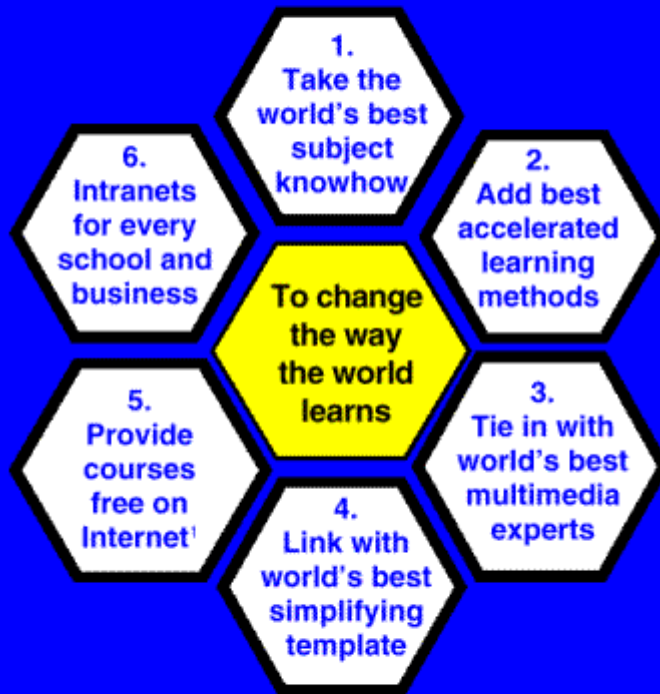 1.
Take the
world's best
subject
knowhow
2.
Add best
accelerated
learning
methods
3.
Tie in with
world's best
multimedia
experts
4.
Link with
world's best
simplifying
template
5.
Provide
courses
free on
Internet¹
6.
Intranets
for every
school and
business
To change
the way
the world
learns